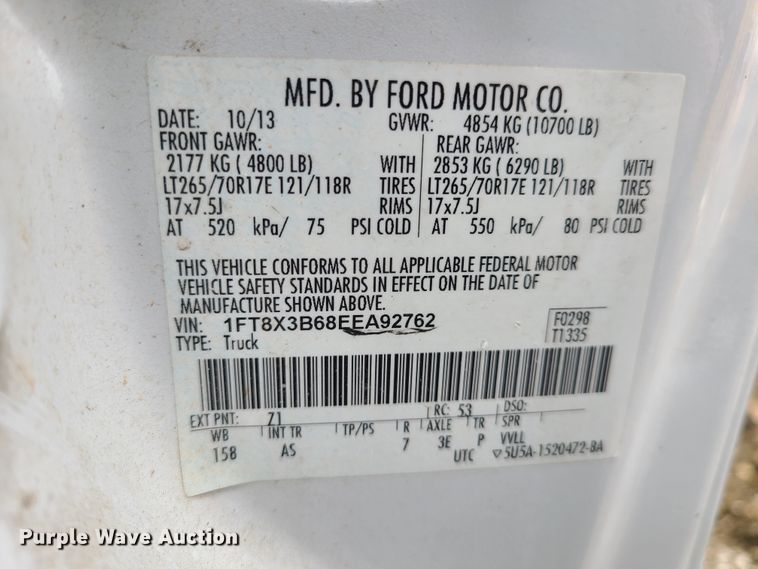 MFD. BY FORD MOTOR CO.
DATE: 10/13 GVWR: 4854 KG (10700 LB)
FRONT GAWR: REAR GAWR:
2177 KG ( 4800 LB) WITH 2853 KG ( 6290 LB) WITH
LT265/70R17E 121/118R TIRES LT265/70R17E 121/118R TIRES
17x7.5J RIMS 17x7.5J RIMS
AT 520 kPa/ 75 PSI COLD AT 550 kPa/ 80 PSI COLD
THIS VEHICLE CONFORMS TO ALL APPLICABLE FEDERAL MOTOR
VEHICLE SAFETY STANDARDS IN EFFECT ON THE DATE OF
MANUFACTURE SHOWN ABOVE.
VIN: 1FT8X3B68EEA92762 F0298
TYPE: Truck T1335
EXT PNT: Z1 RC: 53 DSO:
WB INT TR TP/PS R AXLE TR SPR
158 AS 7 3E P VVLL
UTC ▽5U5A-1520472-BA
Purple Wave Auction